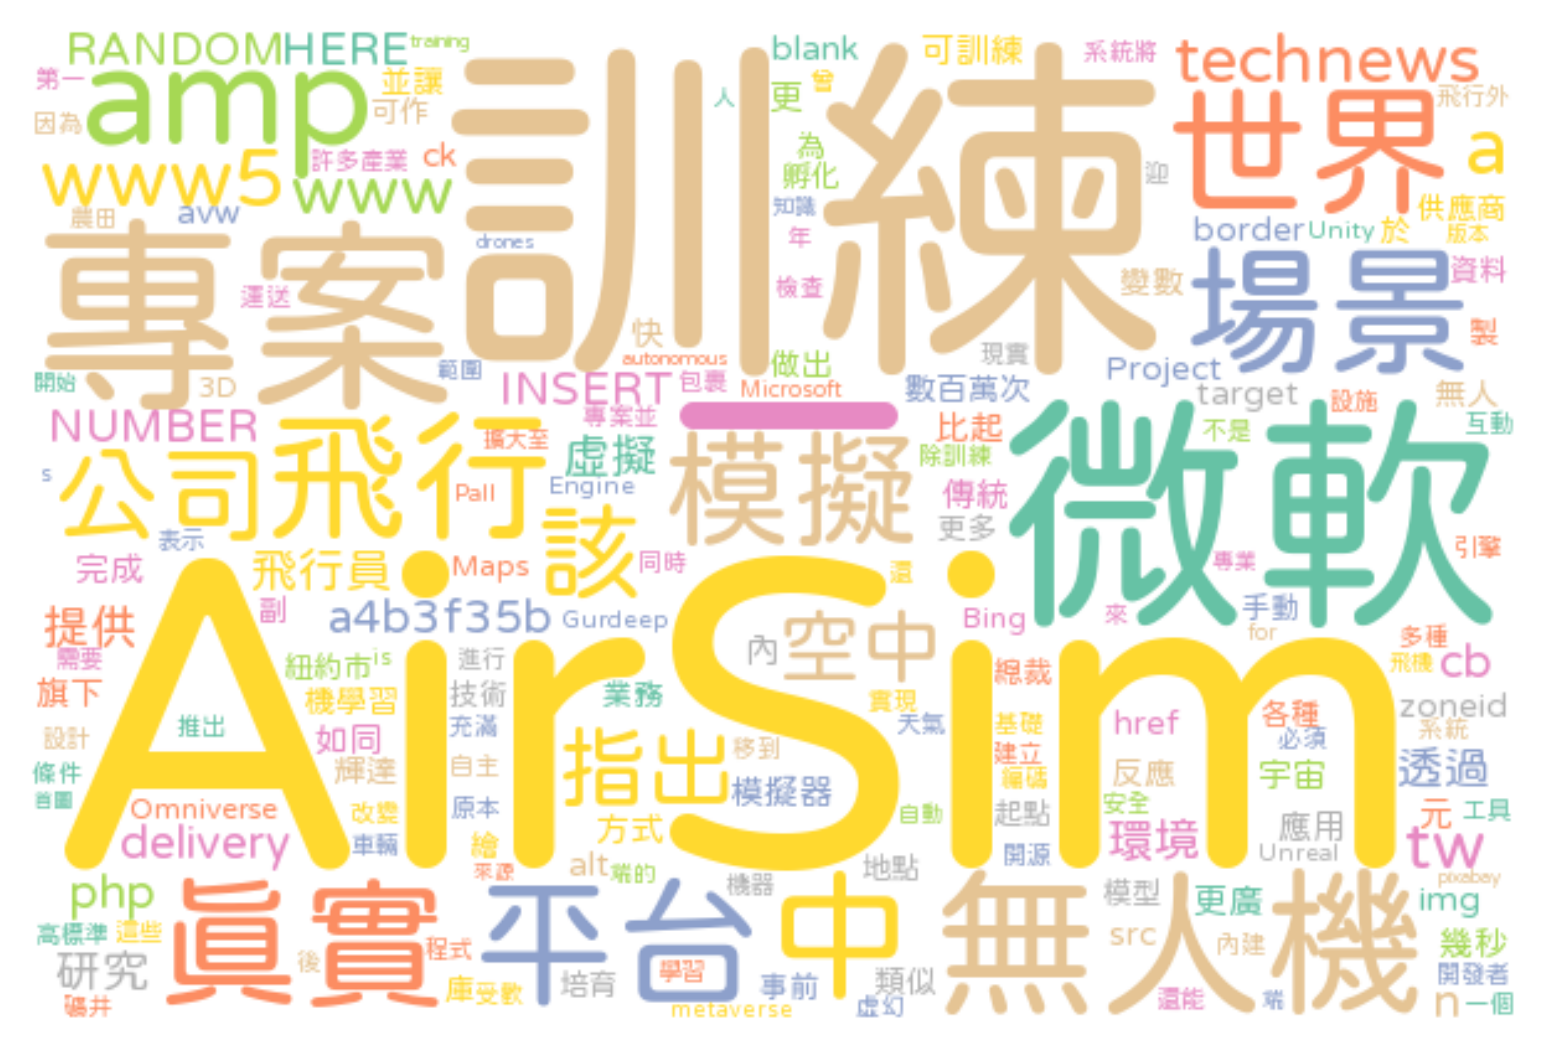 RANDOMHERE training
blank
可訓練
系統將
technews
第一
amp
並讓
訓練
人
更
曾
世界
飛行外
因為
可作
為
a
www5
許多產業
ck
www
孵化
迎
農田
avw
知識
供應商
專案
drones
年
border
Unity
於
版本
運送
檢查
變數
場景
資料
快
製
開始
3D
範圍
autonomous
做出
現實
Project
INSERT
包裹
Microsoft
數百萬次
target
設施
無人
NUMBER
專案並
_
比起
不是
互動
公司
飛行
擴大至
虛擬
模擬
除訓練
微軟
s
Pall
Engine
傳統
表示
該
更多
引擎
完成
飛行員
Maps
同時
還
專業
AirSim
提供
副
a4b3f35b
Gurdeep
空中
Bing
來
手動
for
多種
需要
紐約市
is
進行
內
總裁
飛機
cb
旗下
機學習
技術
業務
實現
zoneid
推出
充滿
天氣
基礎
href
各種
系統
設計
如同
指出
移到
建立
必須
條件
輝達
自主
模擬器
編碼
反應
宇宙
透過
首圖
Omniverse
改變
原本
自動
起點
安全
元
工具
delivery
車輛
繪
方式
開源
環境
應用
tw
來源
alt
端的
地點
Unreal
php
真實
平台
機器
中
無人機
模型
更廣
pixabay
img
高標準
這些
程式
src
內建
幾秒
研究
後
學習
事前
類似
開發者
礦井
庫
受歡
培育
metaverse
虛幻
還能
端
n
一個